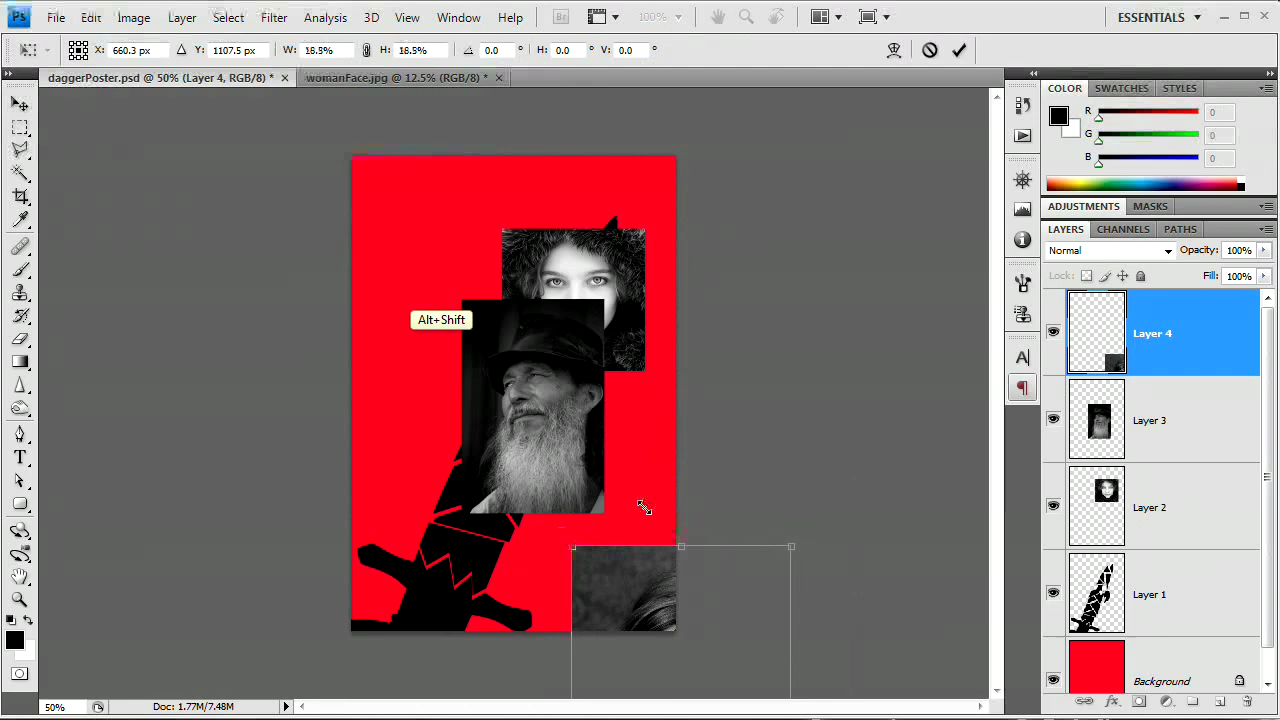 Ps File Edit Image Layer Select Filter Analysis 3D View Window Help Br 100% ESSENTIALS
X: 660.3 px Y: 1107.5 px W: 18.5% H: 18.5% 0.0 ° H: 0.0 V: 0.0 °
daggerPoster.psd @ 50% (Layer 4, RGB/8) * womanFace.jpg @ 12.5% (RGB/8) *
COLOR SWATCHES STYLES
R 0
G 0
B 0
ADJUSTMENTS MASKS
LAYERS CHANNELS PATHS
Normal Opacity: 100%
Lock: Fill: 100%
Alt+Shift
Layer 4
Layer 3
Layer 2
Layer 1
Background
T
A
50% Doc: 1.77M/7.48M